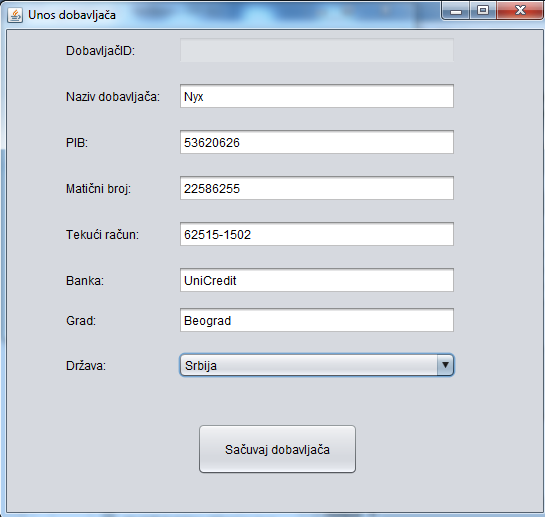 Unos dobavljača
DobavljačID:
Naziv dobavljača: Nyx
PIB: 53620626
Matični broj: 22586255
Tekući račun: 62515-1502
Banka: UniCredit
Grad: Beograd
Država: Srbija
Sačuvaj dobavljača